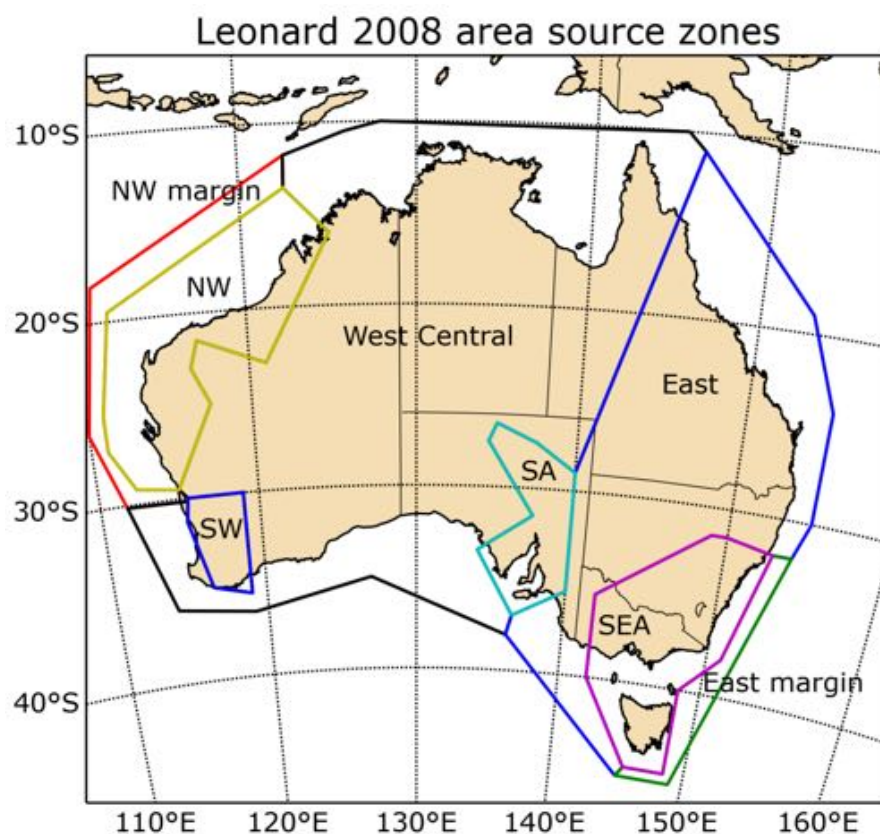 Leonard 2008 area source zones
10°S
NW margin
NW
20°S
West Central
East
SA
30°S
SW
SEA
East margin
40°S
110°E 120°E 130°E 140°E 150°E 160°E